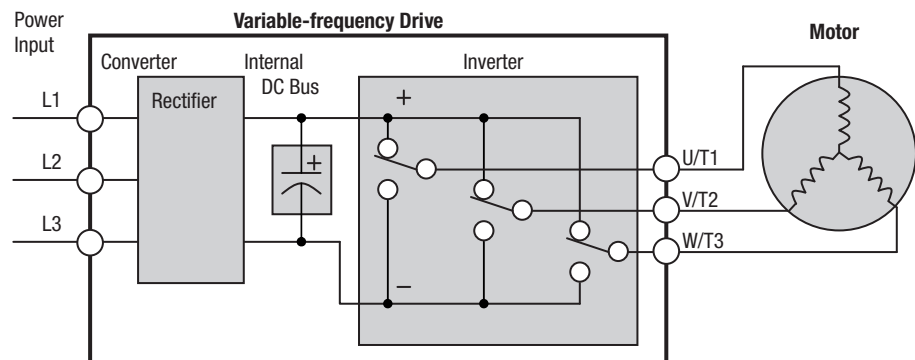 Power
Input
Variable-frequency Drive
Motor
Converter
Internal
DC Bus
Inverter
Rectifier
L1
L2
L3
+
+
–
U/T1
V/T2
W/T3